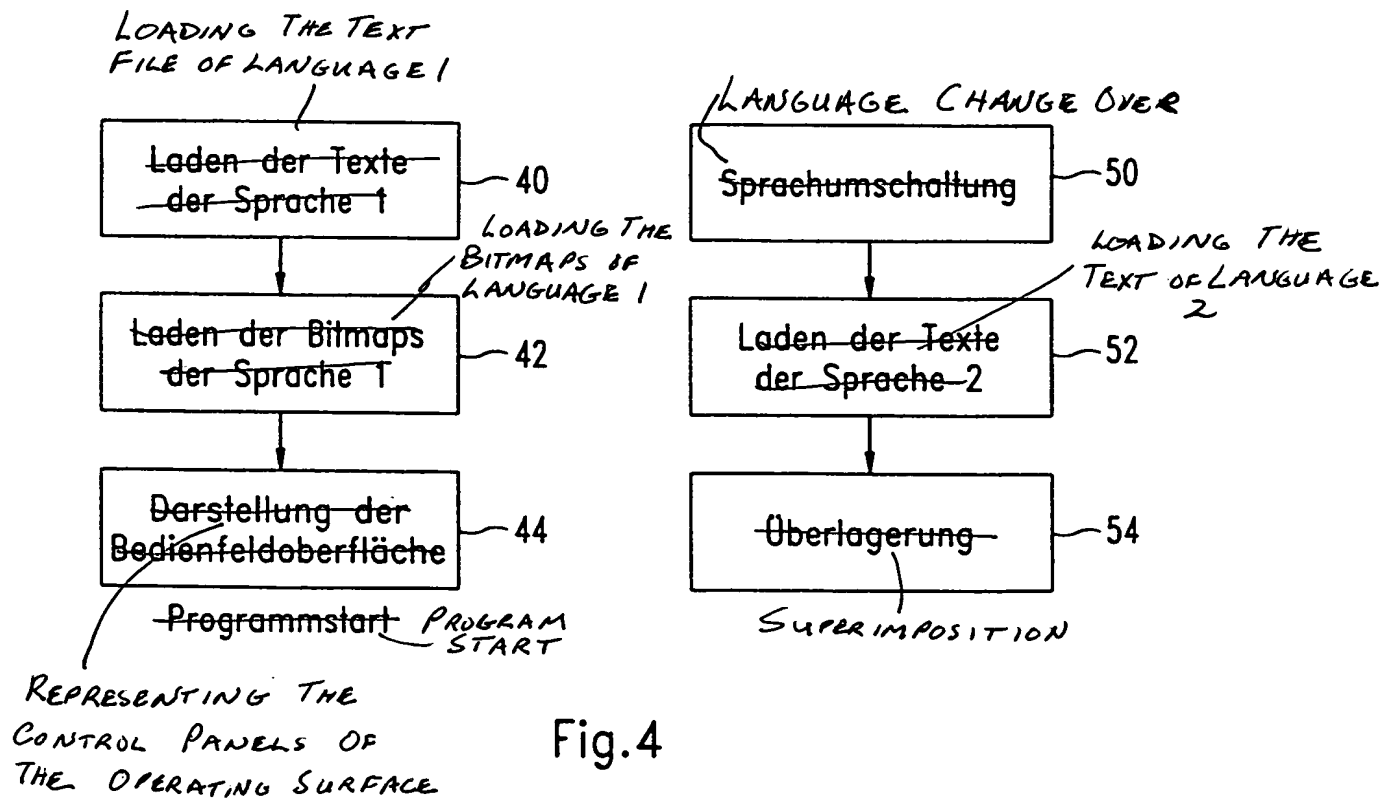 LOADING THE TEXT
FILE OF LANGUAGE 1
Laden der Texte
der Sprache 1
40
LOADING THE
BITMAPS OF
LANGUAGE 1
Laden der Bitmaps
der Sprache 1
42
Darstellung der
Bedienfeldoberfläche
44
Programmstart
PROGRAM
START
REPRESENTING THE
CONTROL PANELS OF
THE OPERATING SURFACE
LANGUAGE CHANGE OVER
Sprachumschaltung
50
LOADING THE
TEXT OF LANGUAGE
2
Laden der Texte
der Sprache 2
52
Überlagerung
54
SUPERIMPOSITION
Fig.4